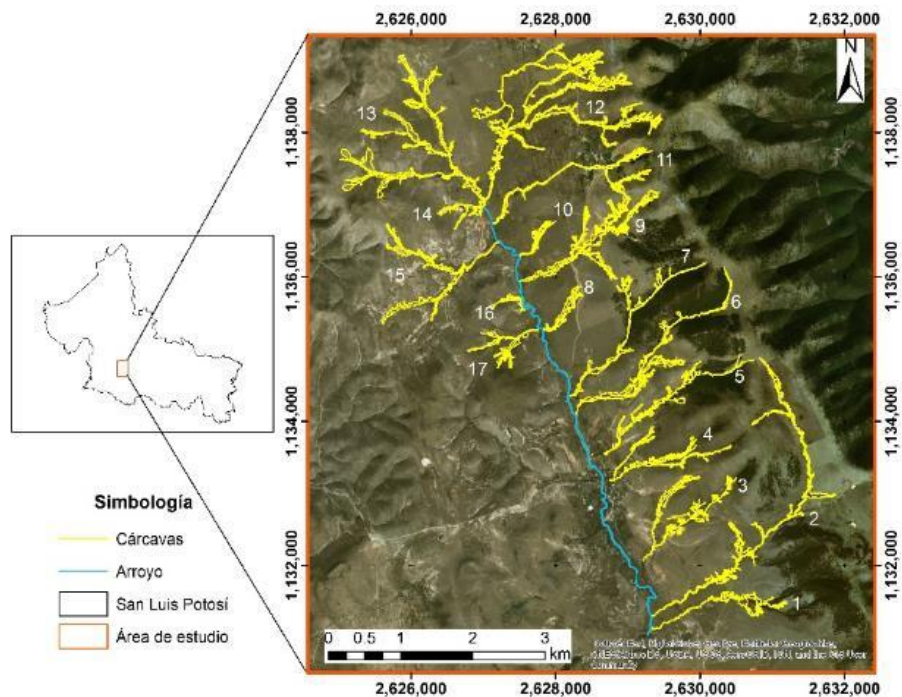 2,626,000 2,628,000 2,630,000 2,632,000
N
1,138,000 1,138,000
1,136,000 1,136,000
1,134,000 1,134,000
1,132,000 1,132,000
13
12
11
14
10
9
15
7
6
16
8
17
5
4
3
2
1
Simbología
Cárcavas
Arroyo
San Luis Potosí
Área de estudio
0 0.5 1 2 3
km
2,626,000 2,628,000 2,630,000 2,632,000